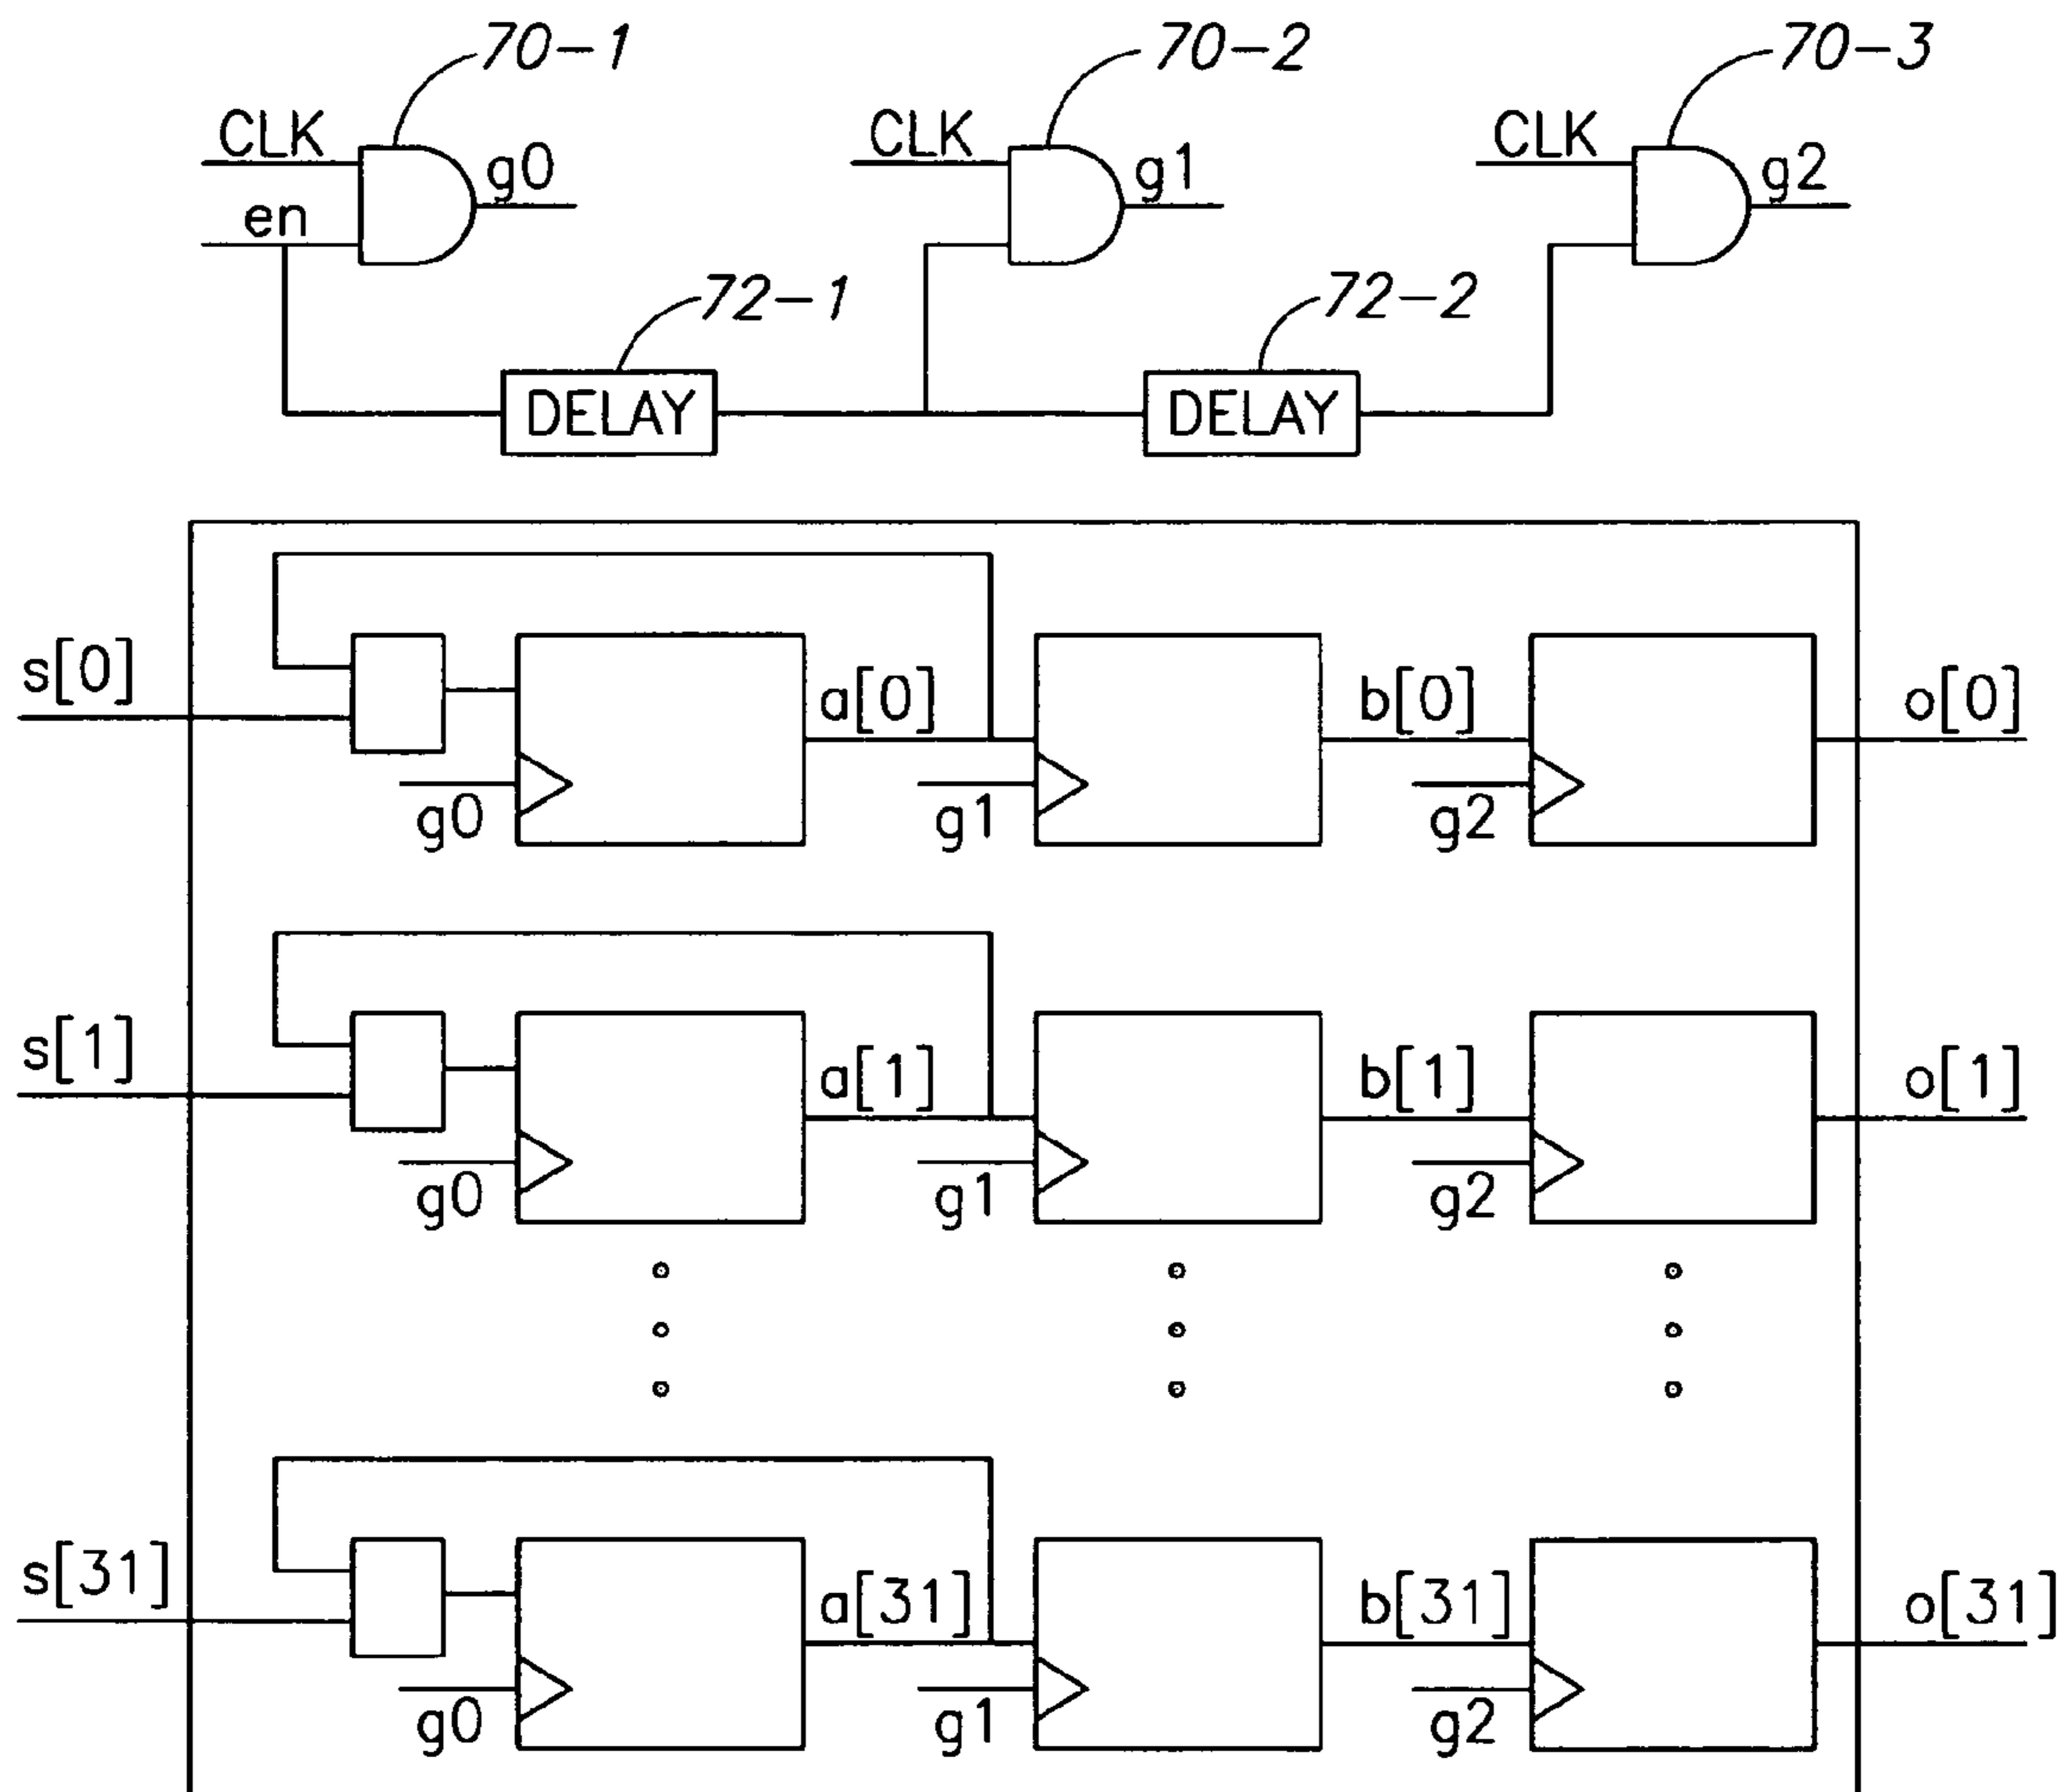 70-1 70-2 70-3
CLK CLK CLK
g0 g1 g2
en
72-1 72-2
DELAY DELAY
s[0] a[0] b[0] o[0]
g0 g1 g2
s[1] a[1] b[1] o[1]
g0 g1 g2
s[31] a[31] b[31] o[31]
g0 g1 g2